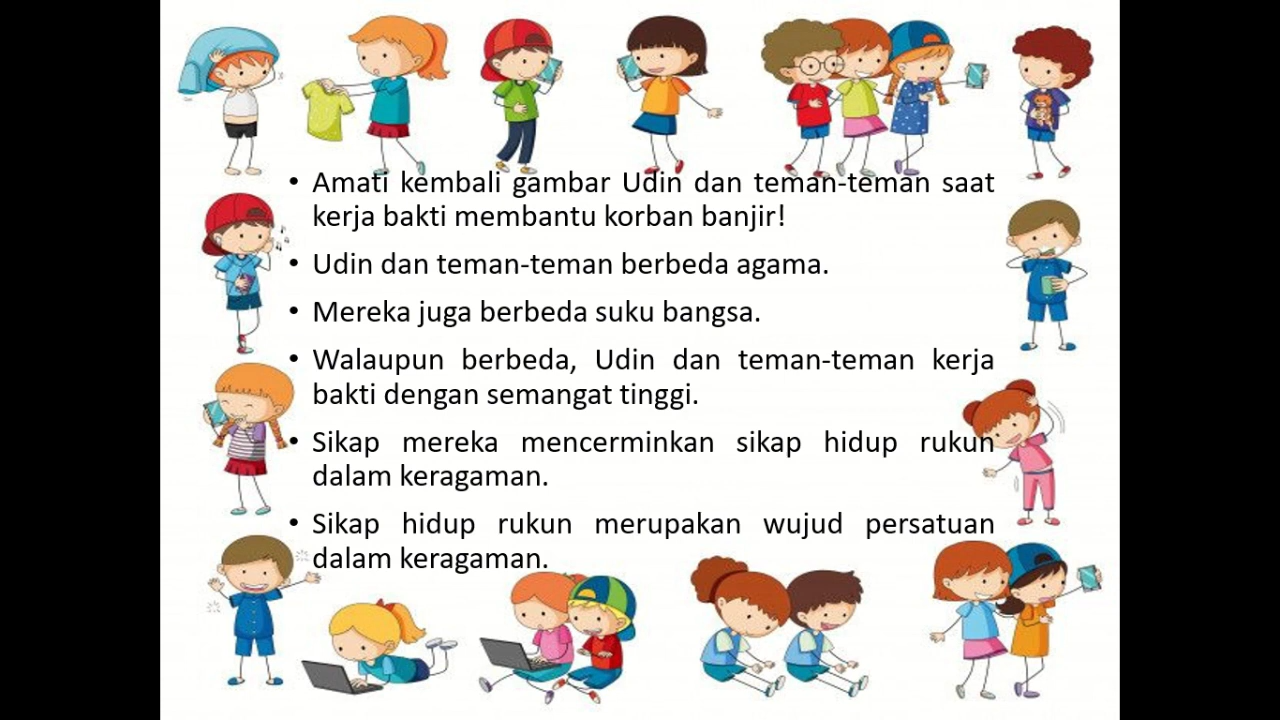 • Amati kembali gambar Udin dan teman-teman saat
kerja bakti membantu korban banjir!
• Udin dan teman-teman berbeda agama.
• Mereka juga berbeda suku bangsa.
• Walaupun berbeda, Udin dan teman-teman kerja
bakti dengan semangat tinggi.
• Sikap mereka mencerminkan sikap hidup rukun
dalam keragaman.
• Sikap hidup rukun merupakan wujud persatuan
dalam keragaman.